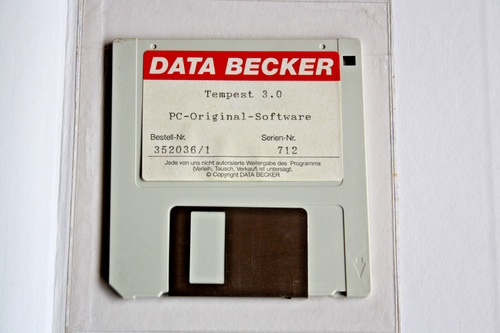 DATA BECKER
Tempest 3.0
PC-Original-Software
Bestell-Nr. Serien-Nr.
352036/1 712
Jede von uns nicht autorisierte Weitergabe des Programms
(Verleih, Tausch, Verkauf) ist untersagt.
© Copyright DATA BECKER